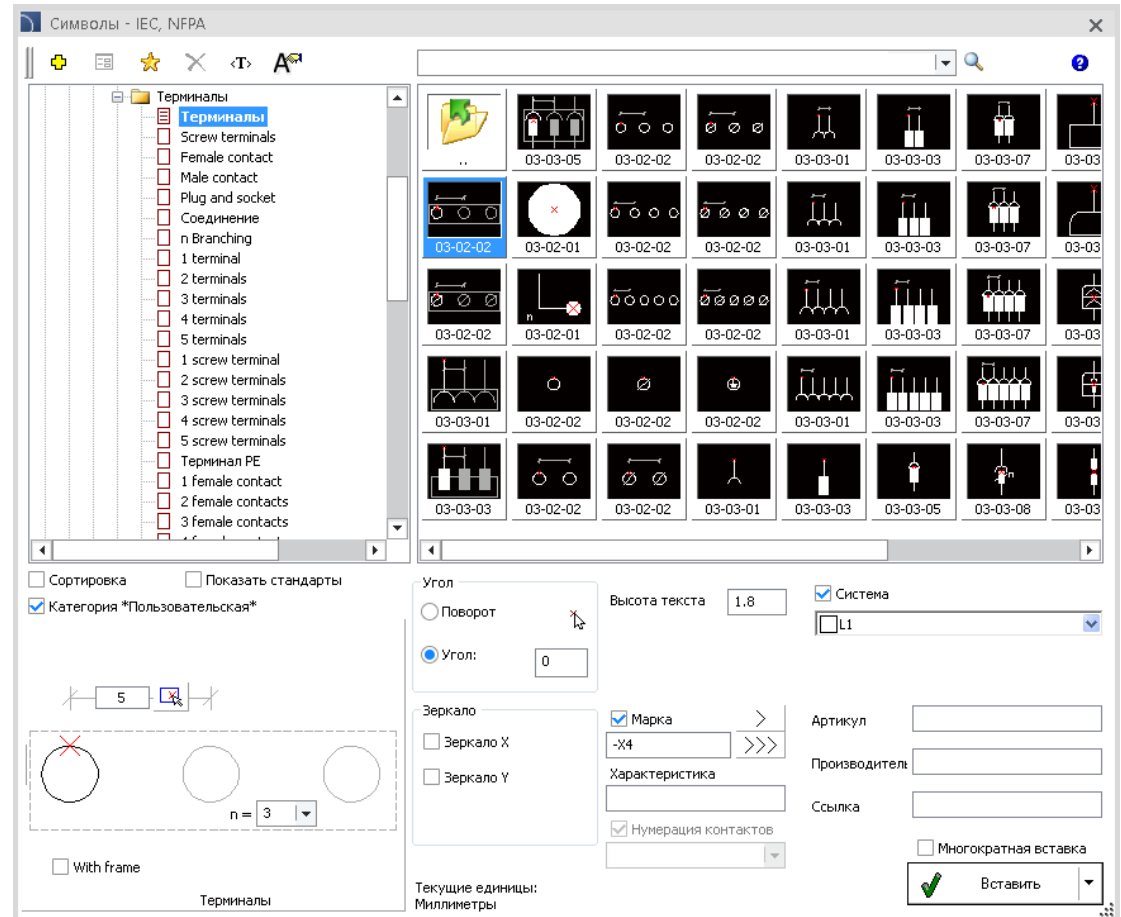 Символы - IEC, NFPA
‹T› A
Терминалы
Терминалы
Screw terminals
Female contact
Male contact
Plug and socket
Соединение
n Branching
1 terminal
2 terminals
3 terminals
4 terminals
5 terminals
1 screw terminal
2 screw terminals
3 screw terminals
4 screw terminals
5 screw terminals
Терминал PE
1 female contact
2 female contacts
3 female contacts
.. 03-03-05 03-02-02 03-02-02 03-03-01 03-03-03 03-03-07 03-03
03-02-02 03-02-01 03-02-02 03-02-02 03-03-01 03-03-03 03-03-07 03-03
n
03-02-02 03-02-01 03-02-02 03-02-02 03-03-01 03-03-03 03-03-07 03-03
03-03-01 03-02-02 03-02-02 03-02-02 03-03-01 03-03-03 03-03-07 03-03
n
03-03-03 03-02-02 03-02-02 03-03-01 03-03-03 03-03-05 03-03-08 03-03
Сортировка Показать стандарты
Категория *Пользовательская*
5
n = 3
With frame
Терминалы
Угол
Поворот
Угол: 0
Зеркало
Зеркало X
Зеркало Y
Текущие единицы:
Миллиметры
Высота текста 1.8
Марка >
-X4 >>>
Характеристика
Нумерация контактов
Система
L1
Артикул
Производитель
Ссылка
Многократная вставка
Вставить